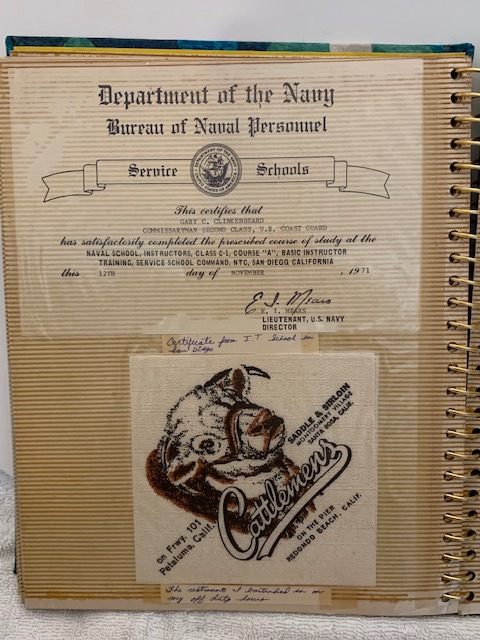 Department of the Navy
Bureau of Naval Personnel
Service Schools
This certifies that
GARY C. CLINKENBEARD
COMMISSARYMAN SECOND CLASS, U.S. COAST GUARD
has satisfactorily completed the prescribed course of study at the
NAVAL SCHOOL, INSTRUCTORS, CLASS C-1, COURSE "A", BASIC INSTRUCTOR
TRAINING, SERVICE SCHOOL COMMAND, NTC, SAN DIEGO, CALIFORNIA
this 12TH day of NOVEMBER , 1971
E. T. Mears
E. T. MEARS
LIEUTENANT, U.S. NAVY
DIRECTOR
Certificate from I.T School in
San Diego
SADDLE & SIRLOIN
MONTGOMERY VILLAGE
SANTA ROSA, CALIF.
Cattlemens
on Frwy. 101
Petaluma, Calif.
ON THE PIER
REDONDO BEACH, CALIF.
The resturant I bartended in on
my off duty hours